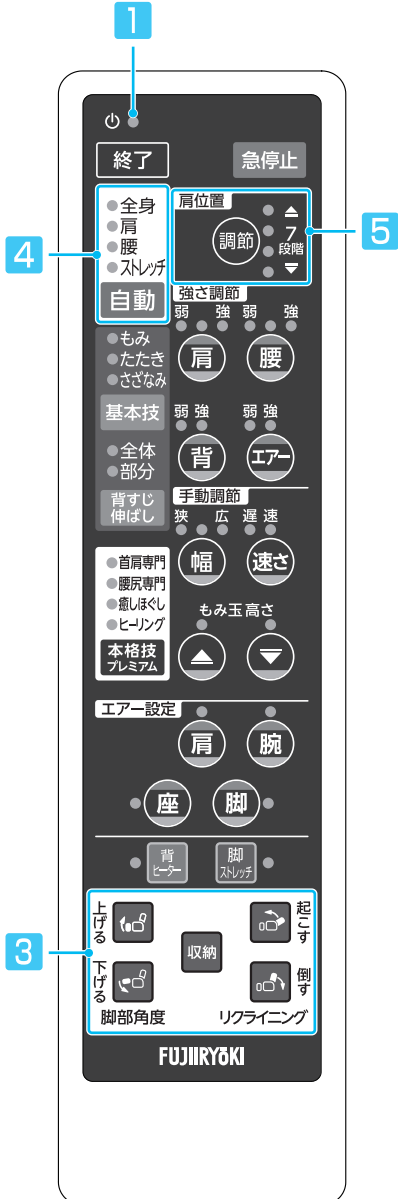 1
終了
急停止
4
全身
肩
腰
ストレッチ
自動
肩位置
調節
7
段階
5
強さ調節
弱 強
肩
弱 強
腰
もみ
たたき
さざなみ
基本技
弱 強
背
弱 強
エアー
全体
部分
背すじ
伸ばし
手動調節
狭 広
幅
遅 速
速さ
首肩専門
腰尻専門
癒しほぐし
ヒーリング
本格技
プレミアム
もみ玉高さ
エアー設定
肩
腕
座
脚
背
ヒーター
脚
ストレッチ
3
上げる
下げる
脚部角度
収納
起こす
倒す
リクライニング
FUJIIRYŌKI